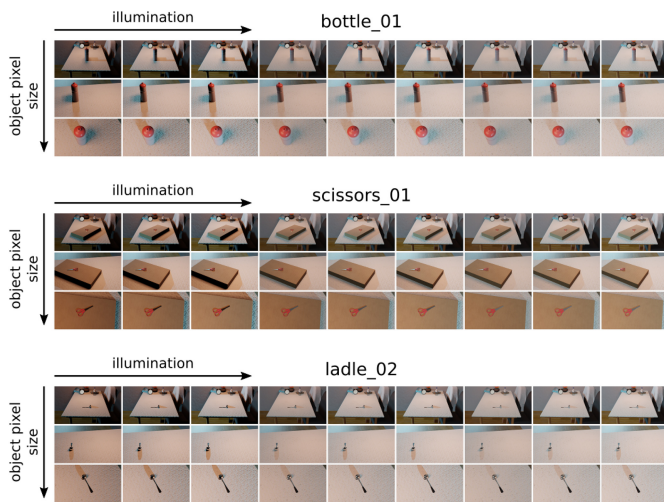 illumination
bottle_01
object pixel
size
illumination
scissors_01
object pixel
size
illumination
ladle_02
object pixel
size